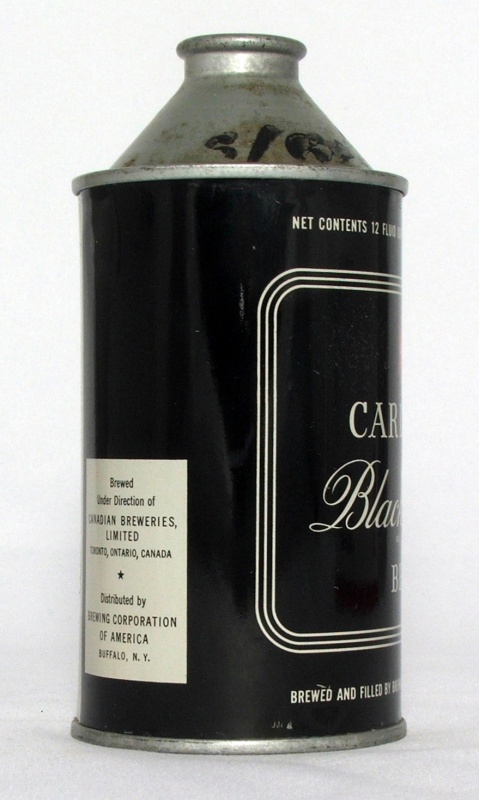 NET CONTENTS 12 FLUID
CAR
Black
B
BREWED AND FILLED BY
Brewed
Under Direction of
CANADIAN BREWERIES,
LIMITED
TORONTO, ONTARIO, CANADA
★
Distributed by
BREWING CORPORATION
OF AMERICA
BUFFALO, N. Y.